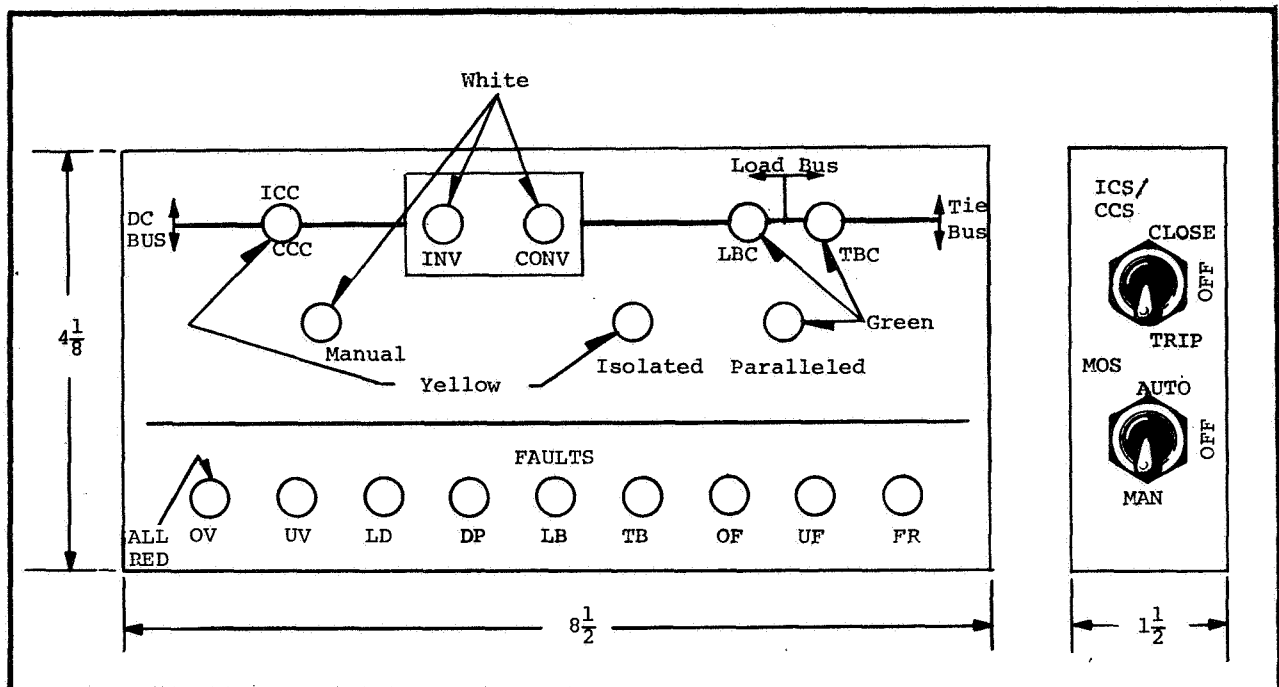 White
ICC
DC
BUS
CCC
INV
CONV
Load Bus
LBC
TBC
Tie
Bus
Manual
Yellow
Isolated
Paralleled
Green
4 1/8
FAULTS
ALL
RED
OV
UV
LD
DP
LB
TB
OF
UF
FR
8 1/2
ICS/
CCS
CLOSE
OFF
TRIP
MOS
AUTO
OFF
MAN
1 1/2